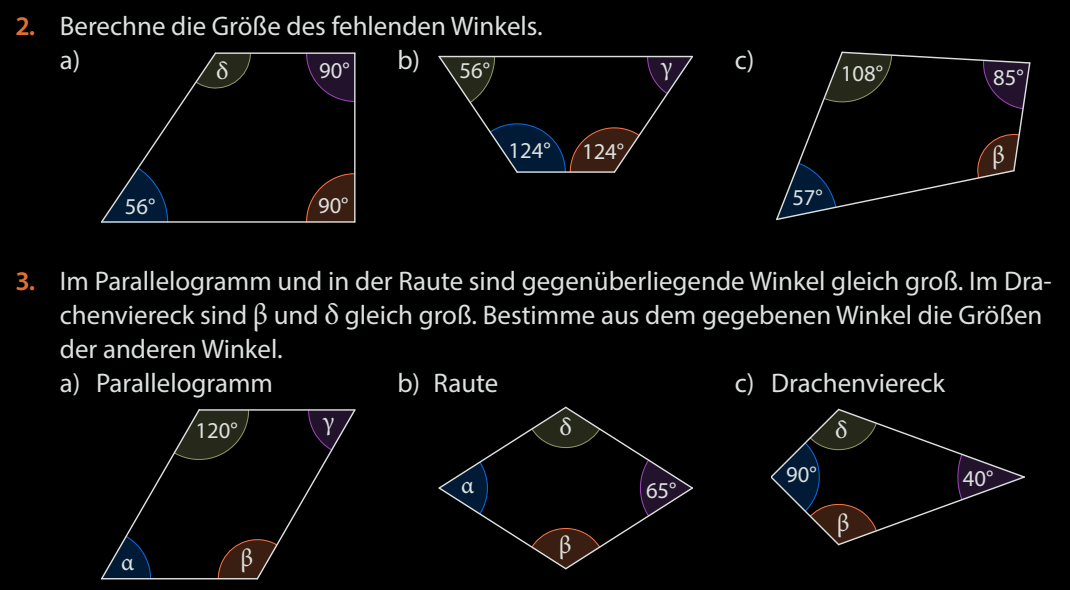 2. Berechne die Größe des fehlenden Winkels.
a)
δ
90°
56°
90°
b)
56°
γ
124°
124°
c)
108°
85°
57°
β
3. Im Parallelogramm und in der Raute sind gegenüberliegende Winkel gleich groß. Im Dra-
chenviereck sind β und δ gleich groß. Bestimme aus dem gegebenen Winkel die Größen
der anderen Winkel.
a) Parallelogramm
120°
γ
α
β
b) Raute
δ
α
65°
β
c) Drachenviereck
δ
90°
40°
β